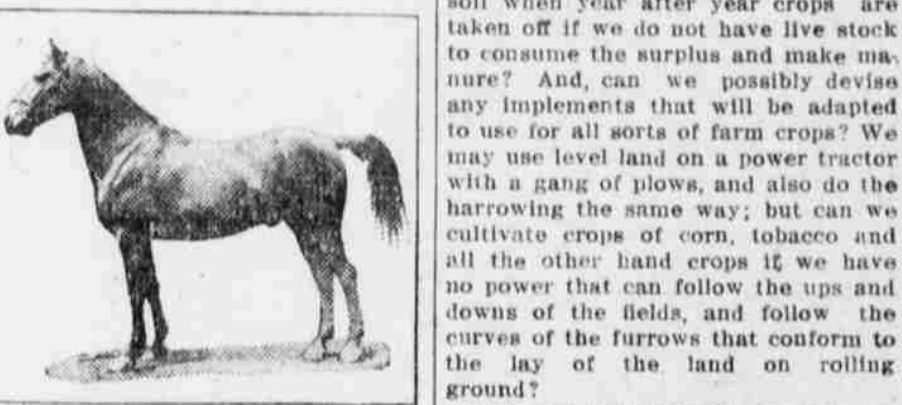 soil when year after year crops are
taken off if we do not have live stock
to consume the surplus and make ma-
nure? And, can we possibly devise
any implements that will be adapted
to use for all sorts of farm crops? We
may use level land on a power tractor
with a gang of plows, and also do the
harrowing the same way; but can we
cultivate crops of corn, tobacco and
all the other hand crops if we have
no power that can follow the ups and
downs of the fields, and follow the
curves of the furrows that conform to
the lay of the land on rolling
ground?